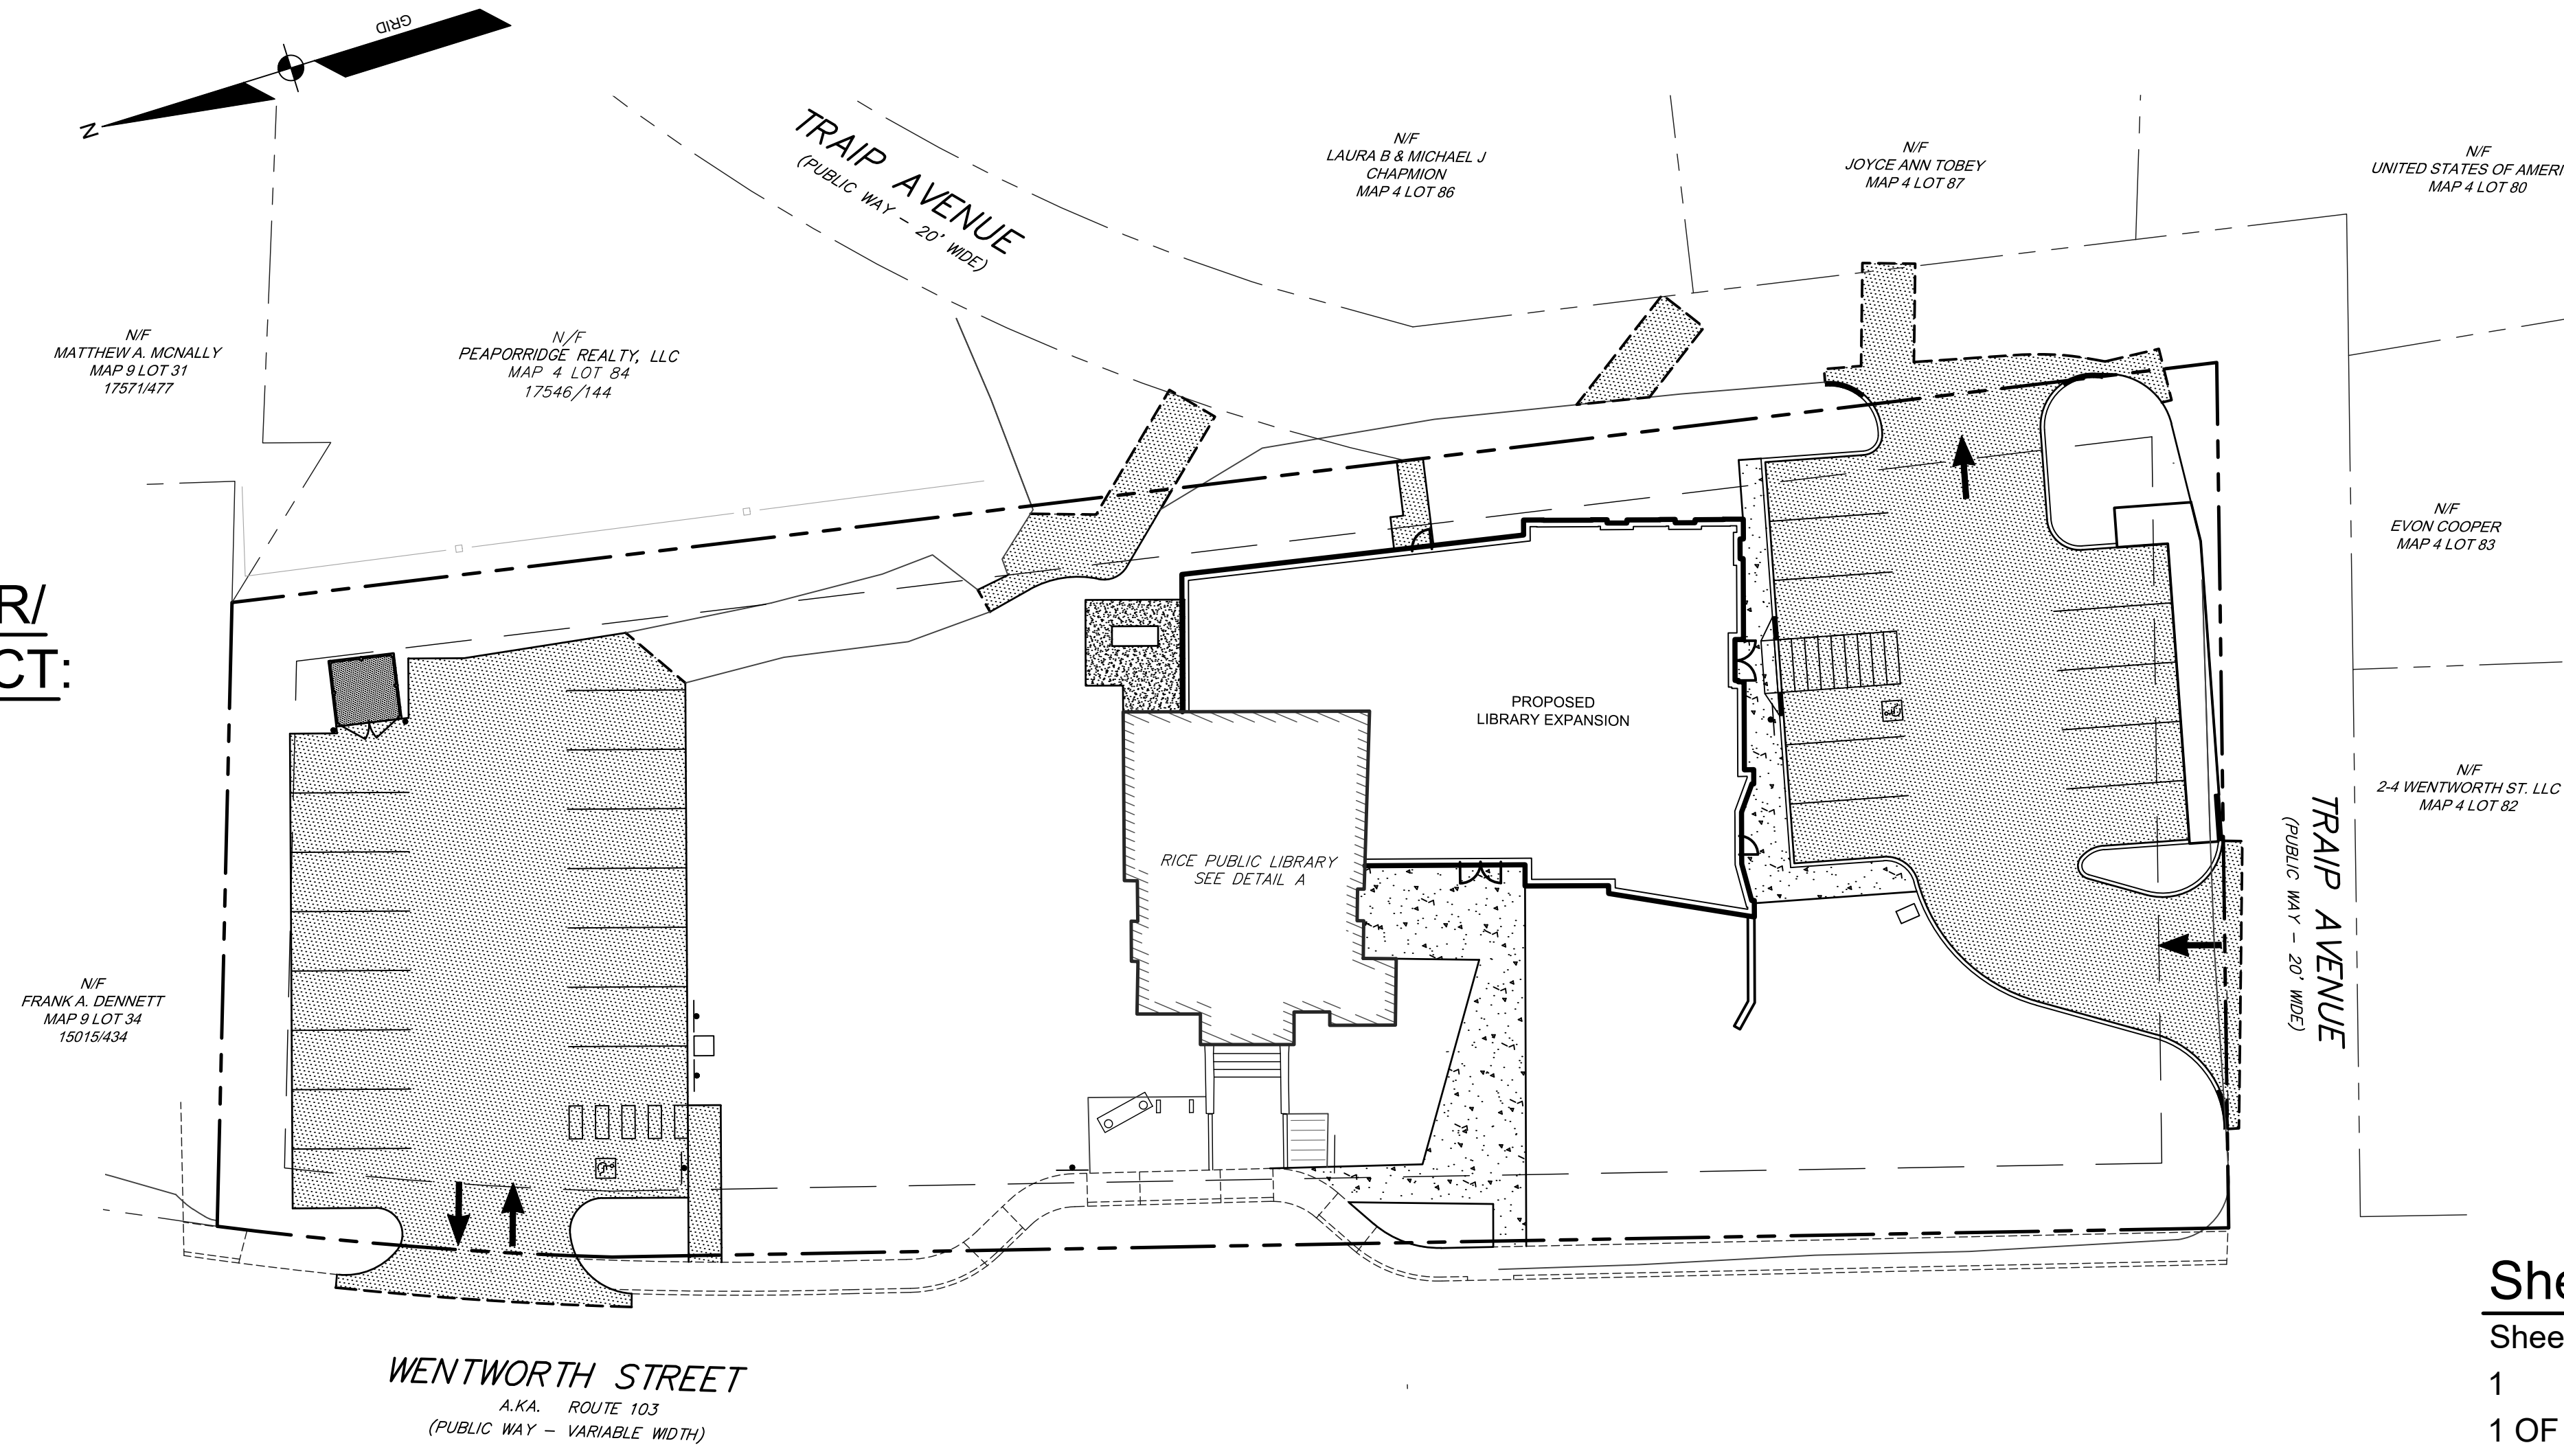 GRID
N
TRAIP AVENUE
(PUBLIC WAY - 20' WIDE)
N/F
LAURA B & MICHAEL J
CHAPMION
MAP 4 LOT 86
N/F
JOYCE ANN TOBEY
MAP 4 LOT 87
N/F
UNITED STATES OF AMERI
MAP 4 LOT 80
N/F
MATTHEW A. MCNALLY
MAP 9 LOT 31
17571/477
N/F
PEAPORRIDGE REALTY, LLC
MAP 4 LOT 84
17546/144
R/
CT:
N/F
EVON COOPER
MAP 4 LOT 83
PROPOSED
LIBRARY EXPANSION
N/F
2-4 WENTWORTH ST. LLC
MAP 4 LOT 82
RICE PUBLIC LIBRARY
SEE DETAIL A
TRAIP AVENUE
(PUBLIC WAY - 20' WIDE)
N/F
FRANK A. DENNETT
MAP 9 LOT 34
15015/434
WENTWORTH STREET
A.KA. ROUTE 103
(PUBLIC WAY - VARIABLE WIDTH)
She
Shee
1
1 OF